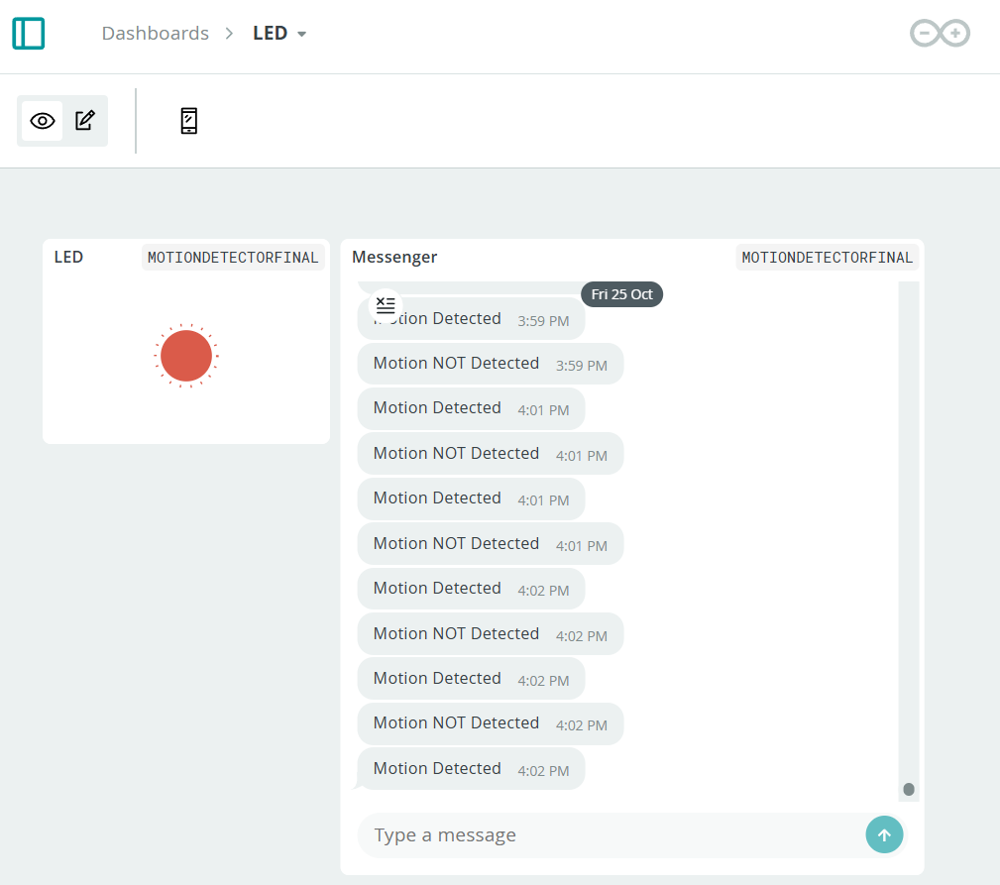 Dashboards > LED
LED
MOTIONDETECTORFINAL
Messenger
MOTIONDETECTORFINAL
Fri 25 Oct
Detected 3:59 PM
Motion NOT Detected 3:59 PM
Motion Detected 4:01 PM
Motion NOT Detected 4:01 PM
Motion Detected 4:01 PM
Motion NOT Detected 4:01 PM
Motion Detected 4:02 PM
Motion NOT Detected 4:02 PM
Motion Detected 4:02 PM
Motion NOT Detected 4:02 PM
Motion Detected 4:02 PM
Type a message